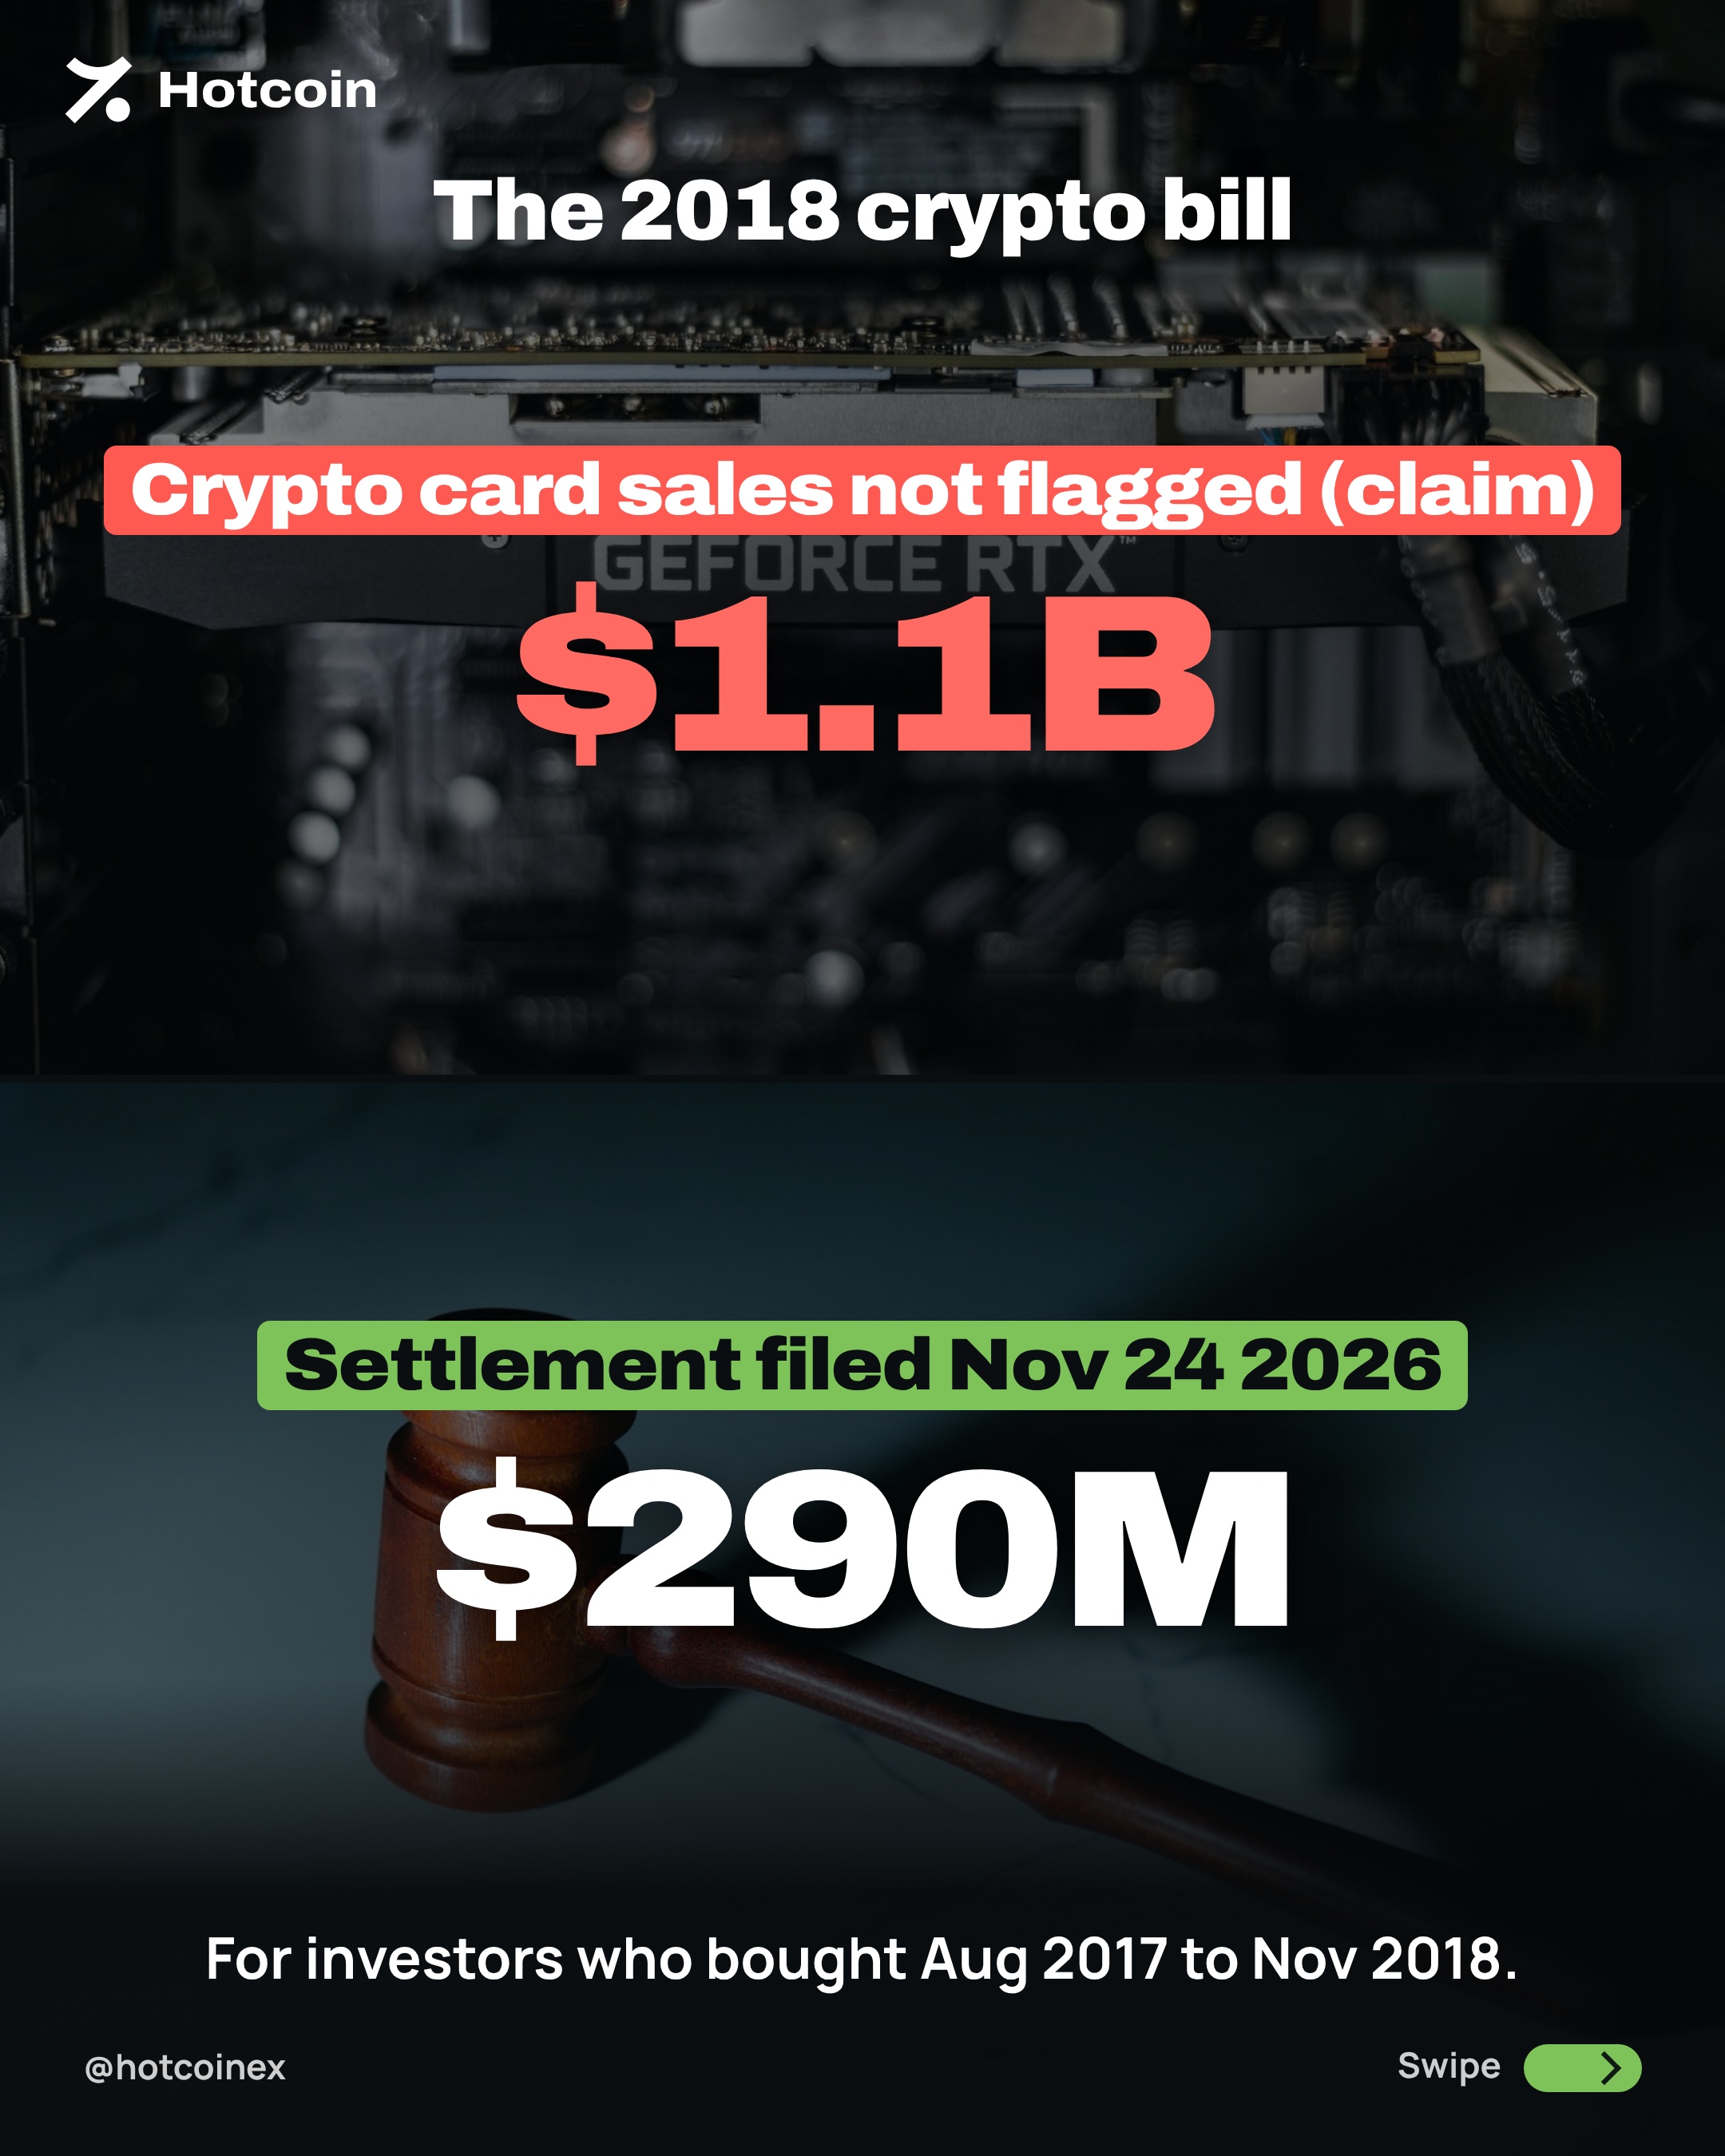 Hotcoin
The 2018 crypto bill
Crypto card sales not flagged (claim)
GEFORCE RTX™
$1.1B
Settlement filed Nov 24 2026
$290M
For investors who bought Aug 2017 to Nov 2018.
@hotcoinex
Swipe